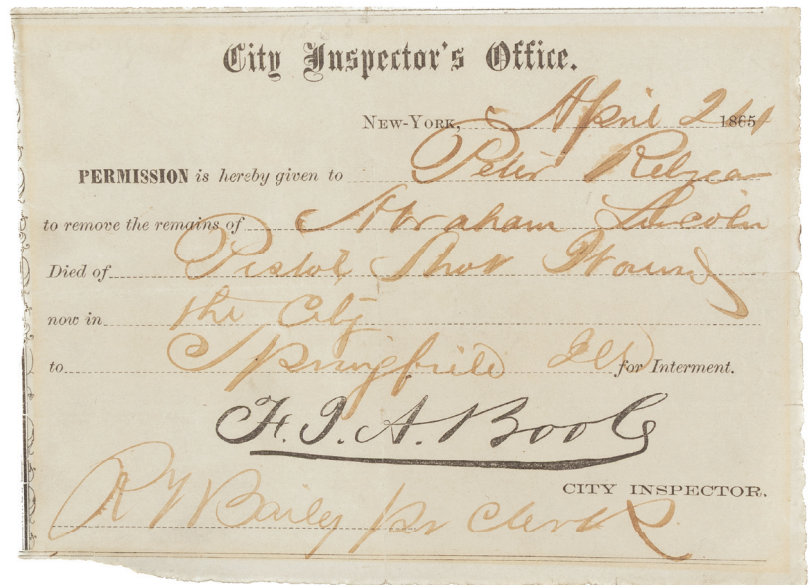 City Inspector's Office.
New-York, April 24 1865
PERMISSION is hereby given to Peter Relyea
to remove the remains of Abraham Lincoln
Died of Pistol Shot Wound
now in the City
to Springfield Ill for Interment.
F. I. A. Boole
CITY INSPECTOR.
Baily pr Clerk